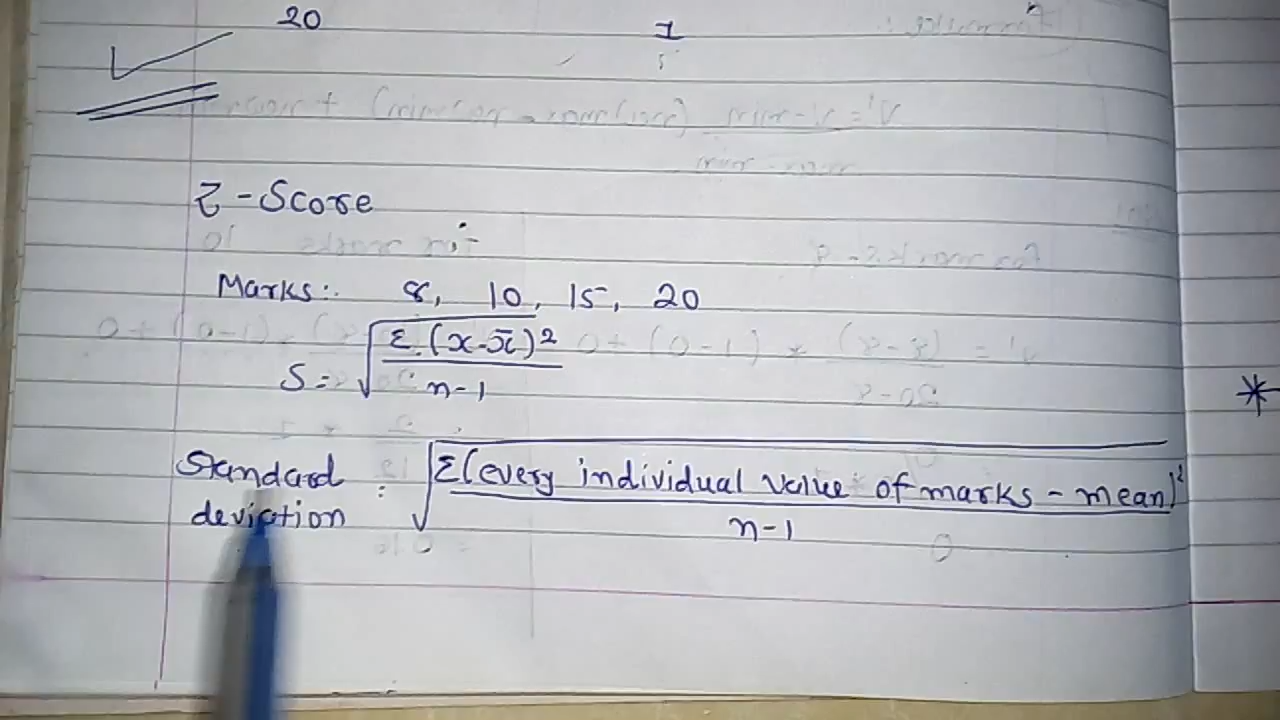 20 1
Z-Score
Marks:. 8, 10, 15, 20
S = √Σ(x-x̄)²
n-1
Standard deviation : √Σ(every individual value of marks - mean)²
n-1
*